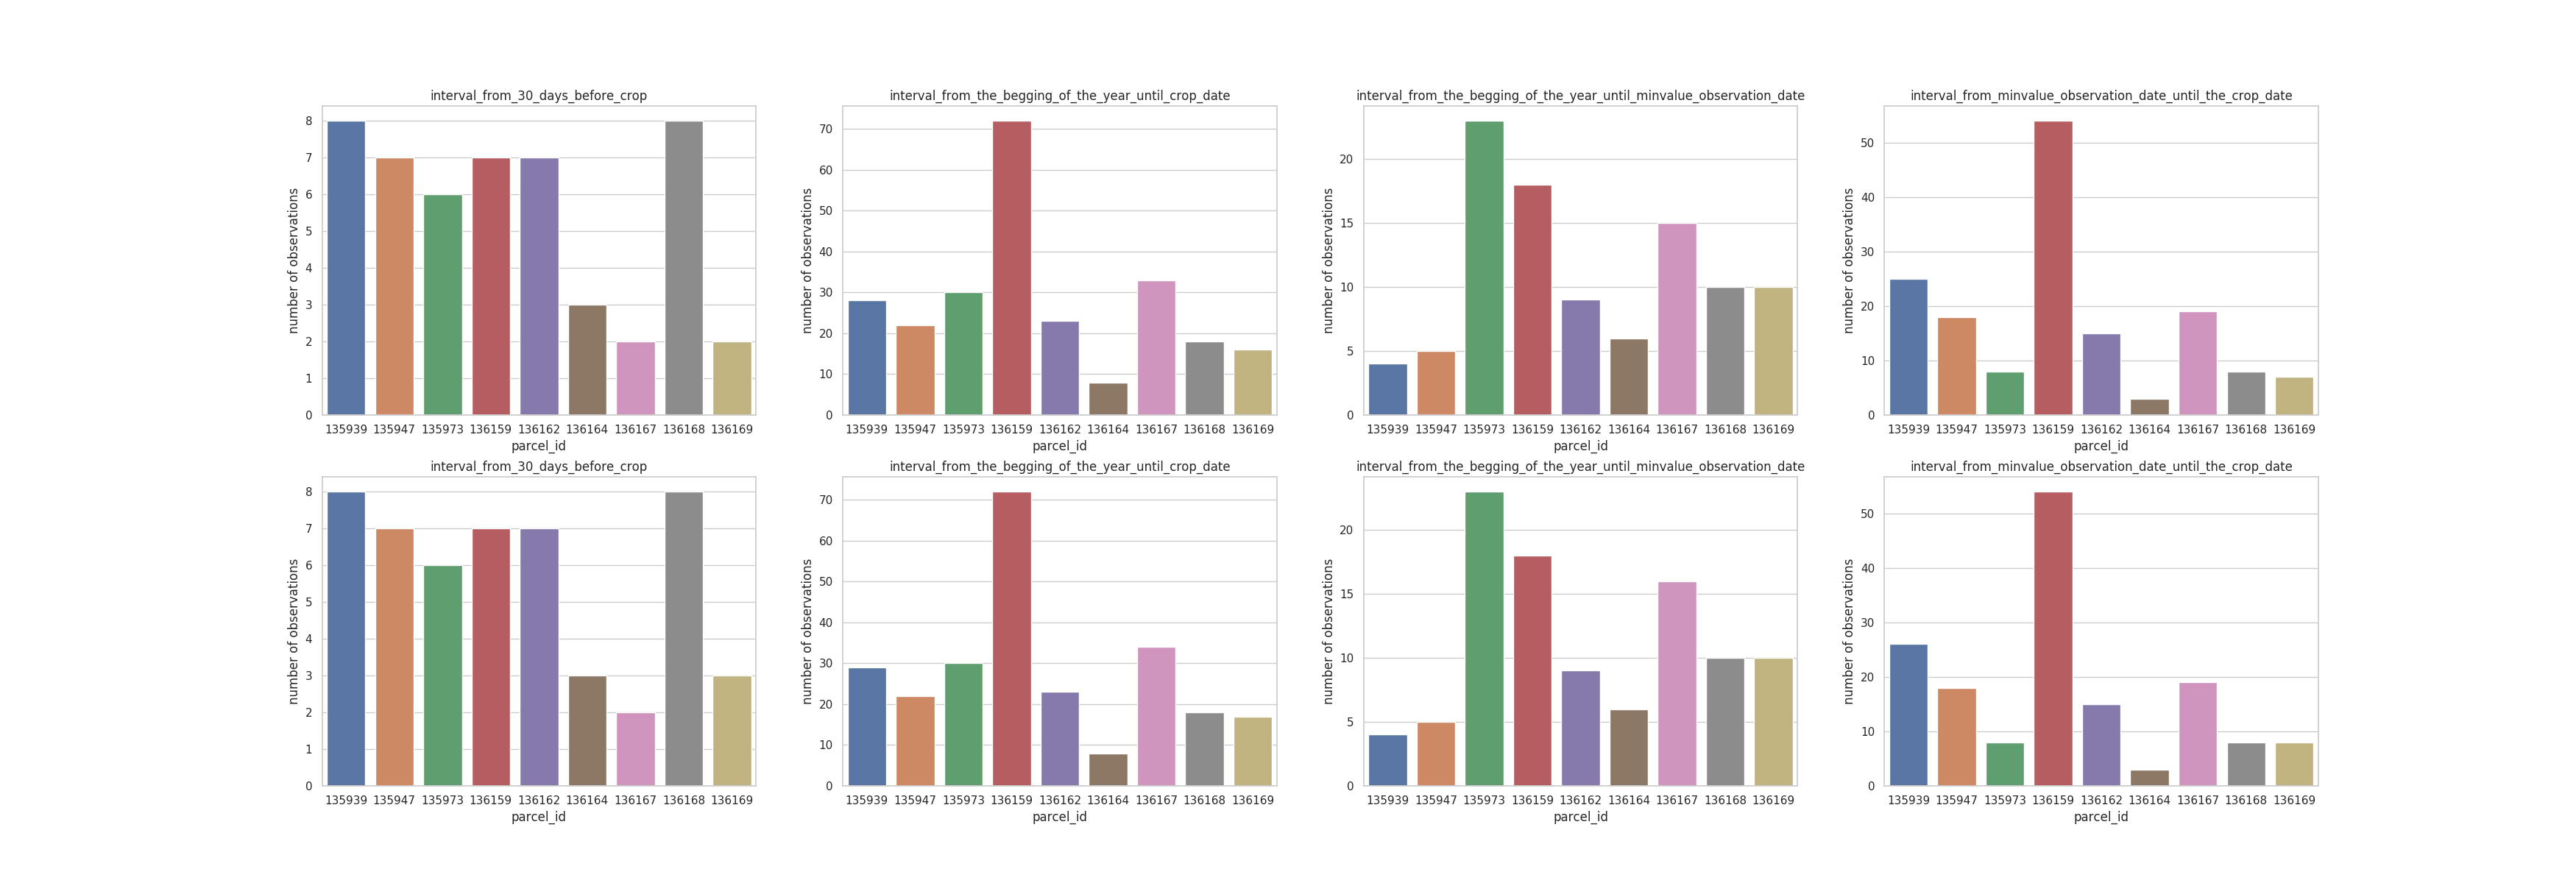 interval_from_30_days_before_crop
number of observations
8
7
6
5
4
3
2
1
0
135939 135947 135973 136159 136162 136164 136167 136168 136169
parcel_id
interval_from_the_begging_of_the_year_until_crop_date
number of observations
70
60
50
40
30
20
10
0
135939 135947 135973 136159 136162 136164 136167 136168 136169
parcel_id
interval_from_the_begging_of_the_year_until_minvalue_observation_date
number of observations
20
15
10
5
0
135939 135947 135973 136159 136162 136164 136167 136168 136169
parcel_id
interval_from_minvalue_observation_date_until_the_crop_date
number of observations
50
40
30
20
10
0
135939 135947 135973 136159 136162 136164 136167 136168 136169
parcel_id
interval_from_30_days_before_crop
number of observations
8
7
6
5
4
3
2
1
0
135939 135947 135973 136159 136162 136164 136167 136168 136169
parcel_id
interval_from_the_begging_of_the_year_until_crop_date
number of observations
70
60
50
40
30
20
10
0
135939 135947 135973 136159 136162 136164 136167 136168 136169
parcel_id
interval_from_the_begging_of_the_year_until_minvalue_observation_date
number of observations
20
15
10
5
0
135939 135947 135973 136159 136162 136164 136167 136168 136169
parcel_id
interval_from_minvalue_observation_date_until_the_crop_date
number of observations
50
40
30
20
10
0
135939 135947 135973 136159 136162 136164 136167 136168 136169
parcel_id